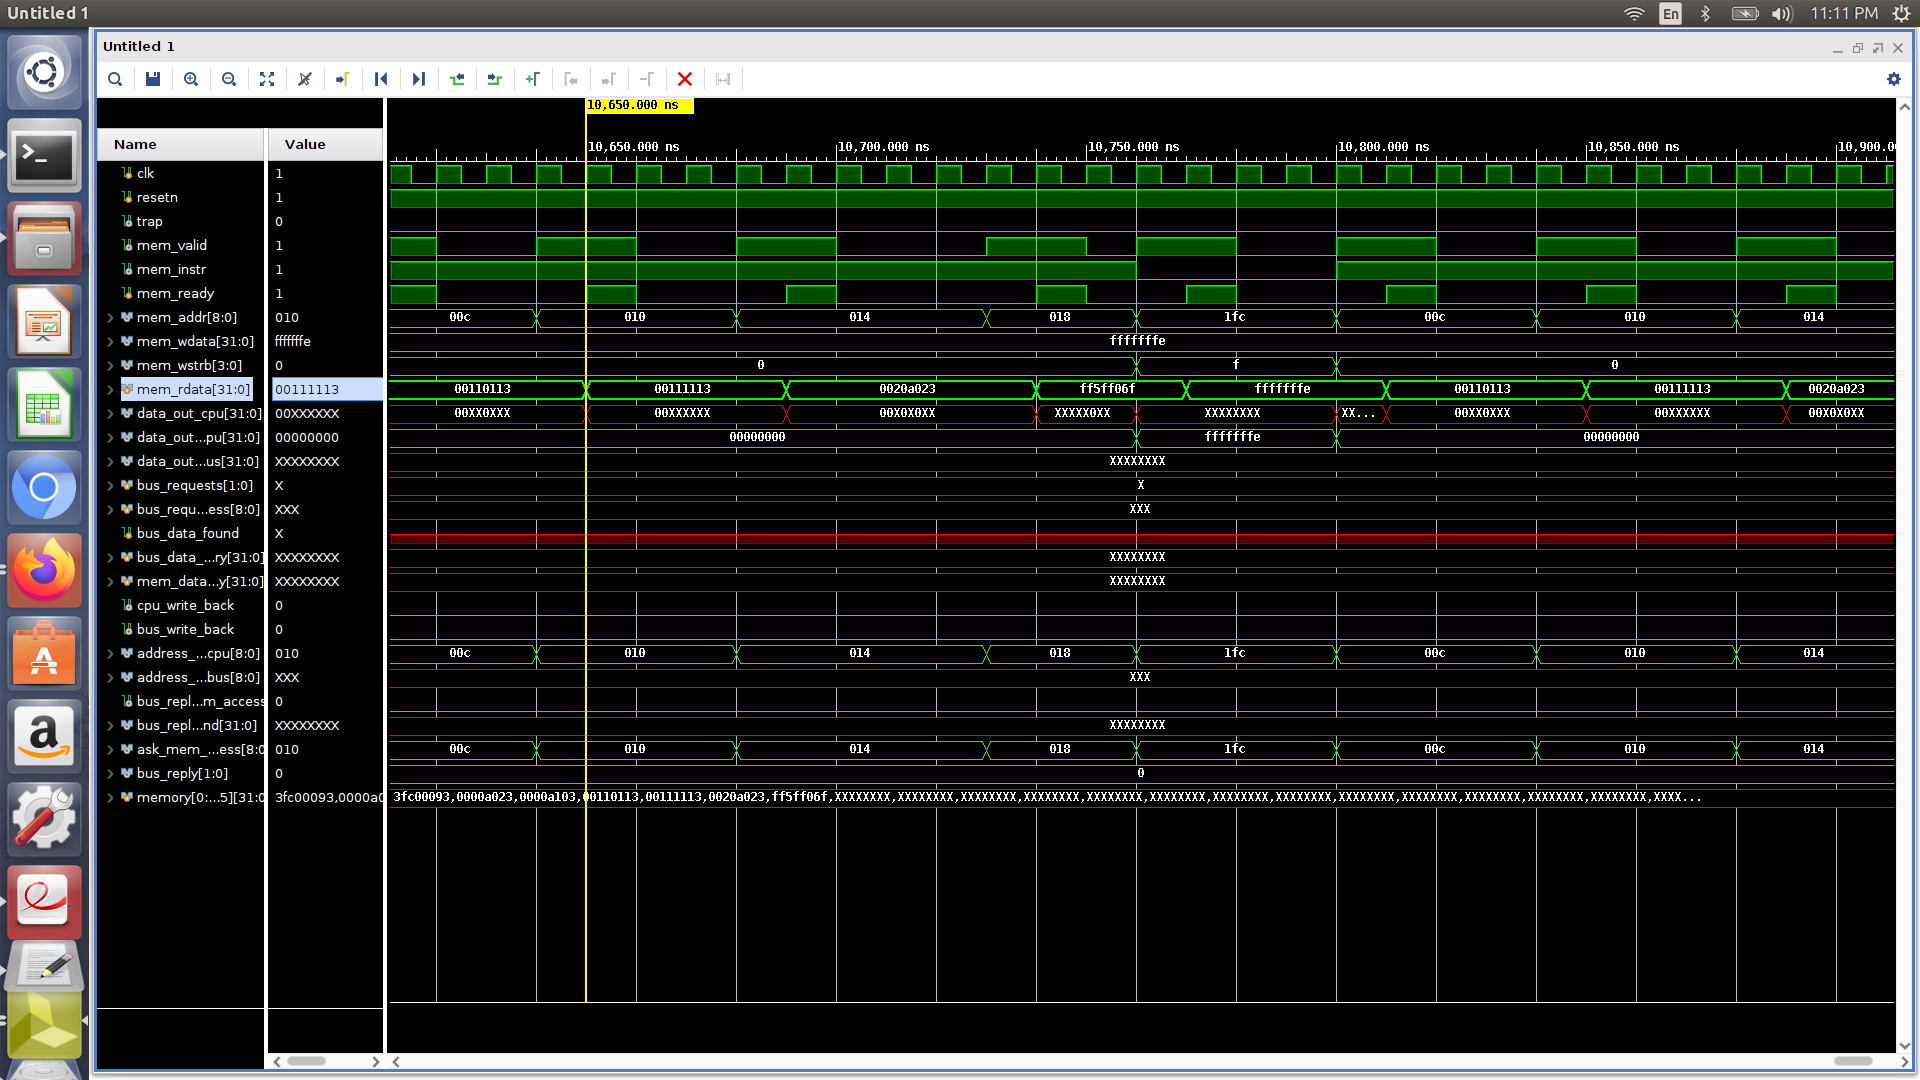 Untitled 1
En
11:11 PM
Untitled 1
10,650.000 ns
Name Value
10,650.000 ns 10,700.000 ns 10,750.000 ns 10,800.000 ns 10,850.000 ns 10,900.0
clk 1
resetn 1
trap 0
mem_valid 1
mem_instr 1
mem_ready 1
mem_addr[8:0] 010 00c 010 014 018 1fc 00c 010 014
mem_wdata[31:0] fffffffe fffffffe
mem_wstrb[3:0] 0 0 f 0
mem_rdata[31:0] 00111113 00110113 00111113 0020a023 ff5ff06f fffffffe 00110113 00111113 0020a023
data_out_cpu[31:0] 00XXXXXX 00XX0XXX 00XXXXXX 00X0X0XX XXXXX0XX XXXXXXXX XX... 00XX0XXX 00XXXXXX 00X0X0XX
data_out...pu[31:0] 00000000 00000000 fffffffe 00000000
data_out...us[31:0] XXXXXXXX XXXXXXXX
bus_requests[1:0] X X
bus_requ...ess[8:0] XXX XXX
bus_data_found X
bus_data_...ry[31:0] XXXXXXXX XXXXXXXX
mem_data...y[31:0] XXXXXXXX XXXXXXXX
cpu_write_back 0
bus_write_back 0
address_...cpu[8:0] 010 00c 010 014 018 1fc 00c 010 014
address_...bus[8:0] XXX XXX
bus_repl...m_access 0
bus_repl...nd[31:0] XXXXXXXX XXXXXXXX
ask_mem_...ess[8:0 010 00c 010 014 018 1fc 00c 010 014
bus_reply[1:0] 0 0
memory[0:...5][31:0 3fc00093,0000a0 3fc00093,0000a023,0000a103,00110113,00111113,0020a023,ff5ff06f,XXXXXXXX,XXXXXXXX,XXXXXXXX,XXXXXXXX,XXXXXXXX,XXXXXXXX,XXXXXXXX,XXXXXXXX,XXXXXXXX,XXXXXXXX,XXXXXXXX,XXXXXXXX,XXXXXXXX,XXXX...